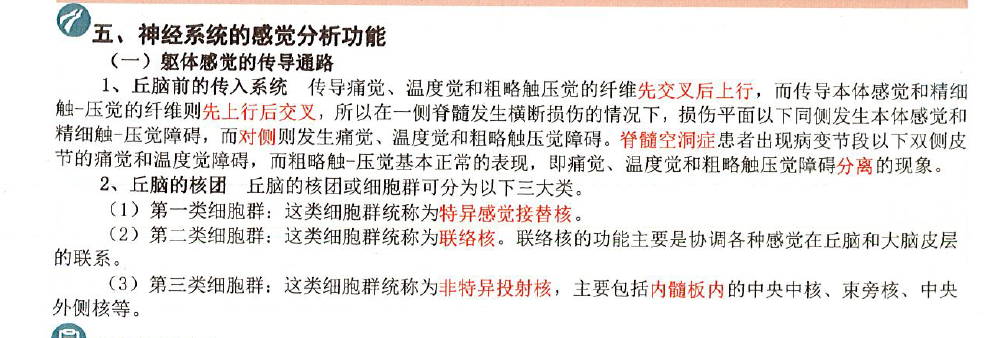 五、神经系统的感觉分析功能
（一）躯体感觉的传导通路
1、丘脑前的传入系统 传导痛觉、温度觉和粗略触压觉的纤维先交叉后上行，而传导本体感觉和精细
触-压觉的纤维则先上行后交叉，所以在一侧脊髓发生横断损伤的情况下，损伤平面以下同侧发生本体感觉和
精细触-压觉障碍，而对侧则发生痛觉、温度觉和粗略触压觉障碍。脊髓空洞症患者出现病变节段以下双侧皮
节的痛觉和温度觉障碍，而粗略触-压觉基本正常的表现，即痛觉、温度觉和粗略触压觉障碍分离的现象。
2、丘脑的核团 丘脑的核团或细胞群可分为以下三大类。
（1）第一类细胞群：这类细胞群统称为特异感觉接替核。
（2）第二类细胞群：这类细胞群统称为联络核。联络核的功能主要是协调各种感觉在丘脑和大脑皮层
的联系。
（3）第三类细胞群：这类细胞群统称为非特异投射核，主要包括内髓板内的中央中核、束旁核、中央
外侧核等。